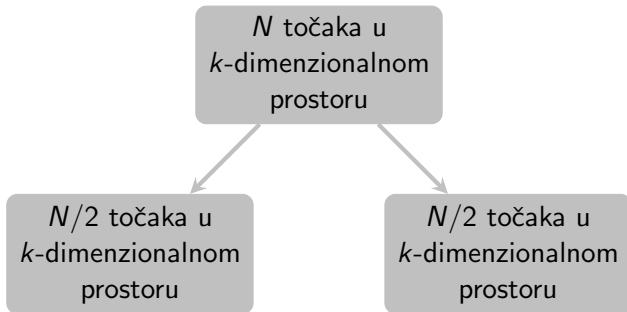 N točaka u
k-dimenzionalnom
prostoru
N/2 točaka u
k-dimenzionalnom
prostoru
N/2 točaka u
k-dimenzionalnom
prostoru